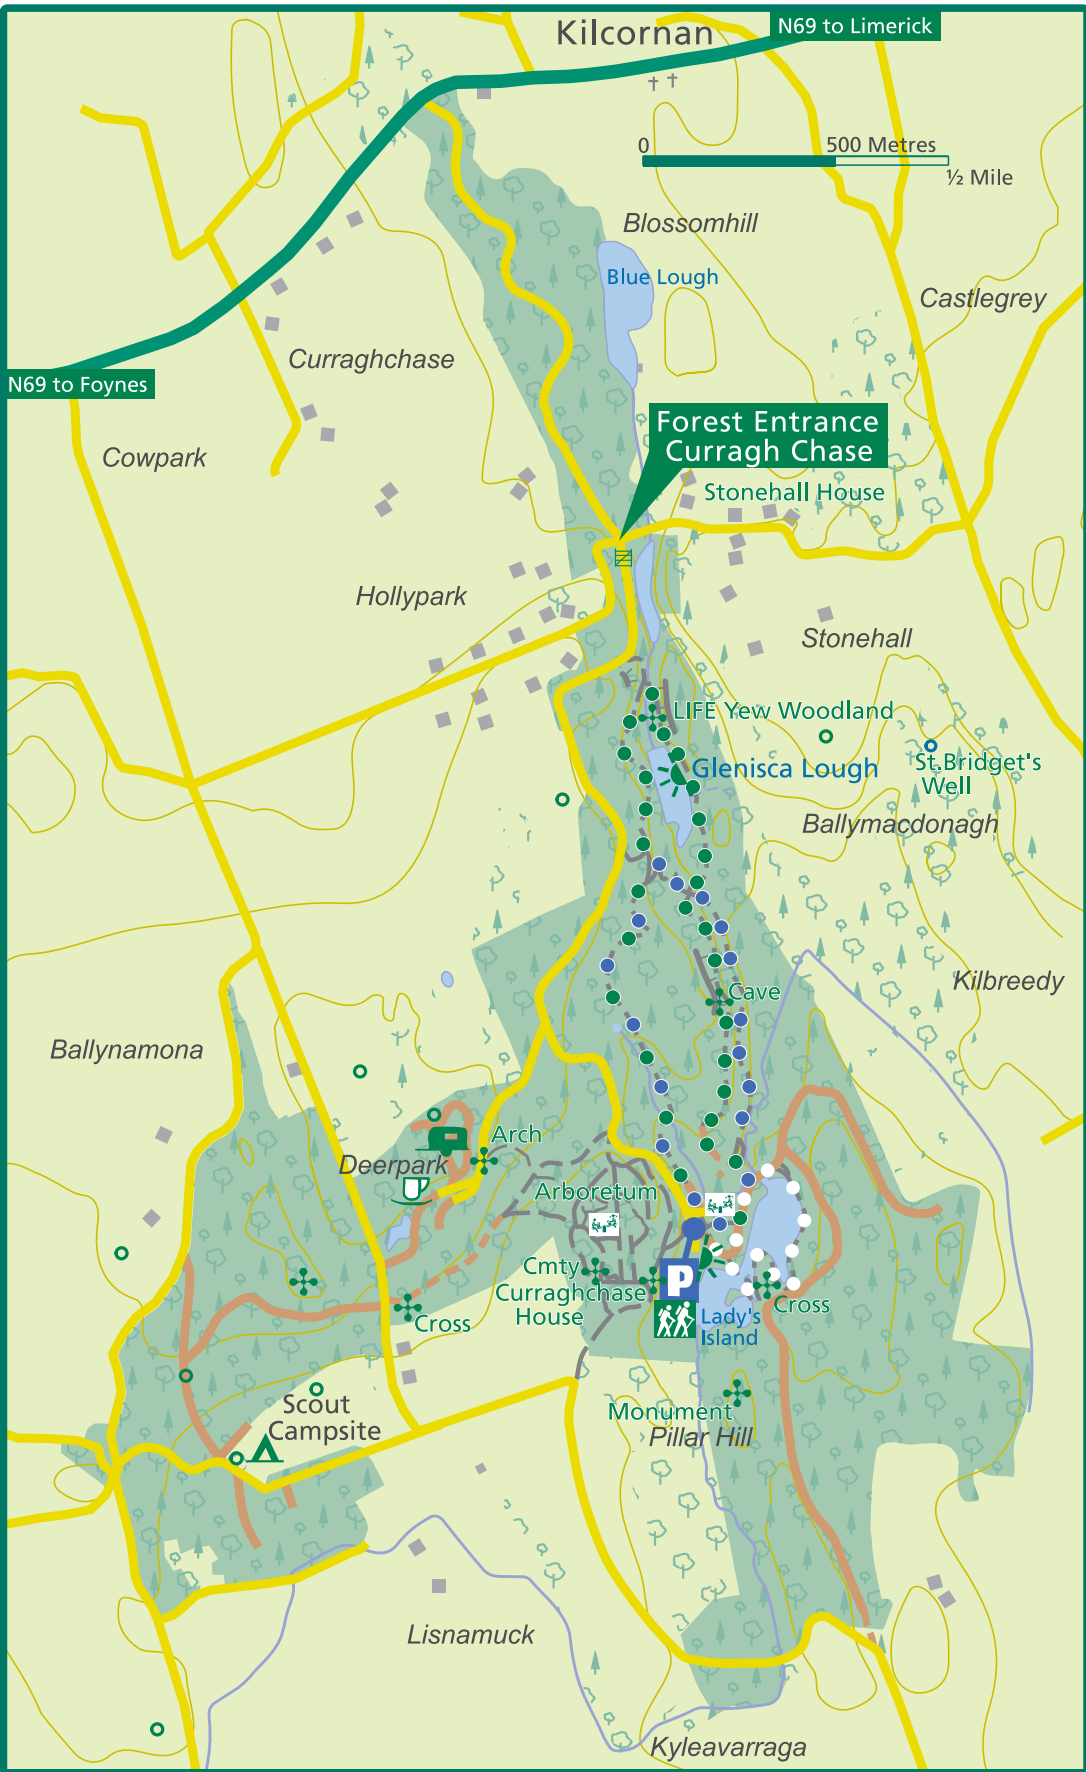 Kilcornan
N69 to Limerick
0
500 Metres
½ Mile
Blossomhill
Blue Lough
Castlegrey
Curraghchase
N69 to Foynes
Forest Entrance
Curragh Chase
Cowpark
Stonehall House
Hollypark
Stonehall
LIFE Yew Woodland
St.Bridget's
Well
Glenisca Lough
Ballymacdonagh
Kilbreedy
Cave
Ballynamona
Arch
Deerpark
Arboretum
Cmty
Curraghchase
House
P
Cross
Lady's
Island
Cross
Scout
Campsite
Monument
Pillar Hill
Lisnamuck
Kyleavarraga